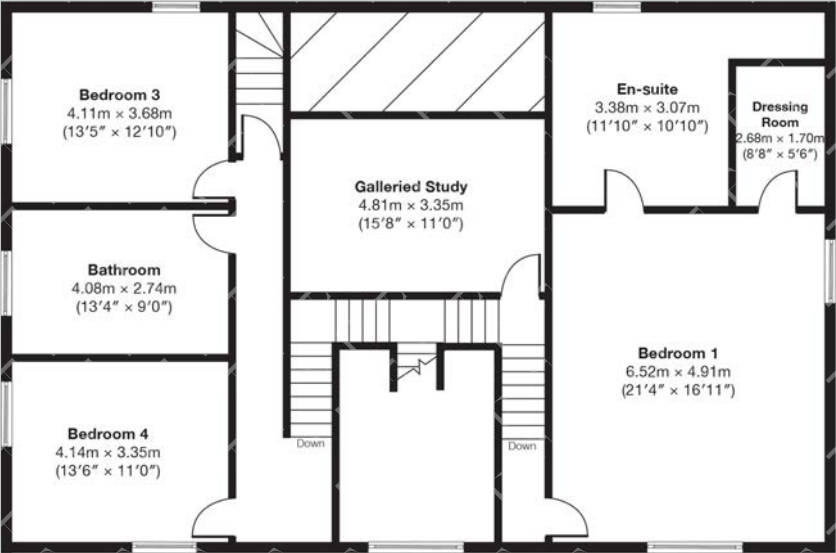 Bedroom 3
4.11m × 3.68m
(13′5″ × 12′10″)
En-suite
3.38m × 3.07m
(11′10″ × 10′10″)
Dressing
Room
2.68m × 1.70m
(8′8″ × 5′6″)
Galleried Study
4.81m × 3.35m
(15′8″ × 11′0″)
Bathroom
4.08m × 2.74m
(13′4″ × 9′0″)
Bedroom 1
6.52m × 4.91m
(21′4″ × 16′11″)
Bedroom 4
4.14m × 3.35m
(13′6″ × 11′0″)
Down
Down